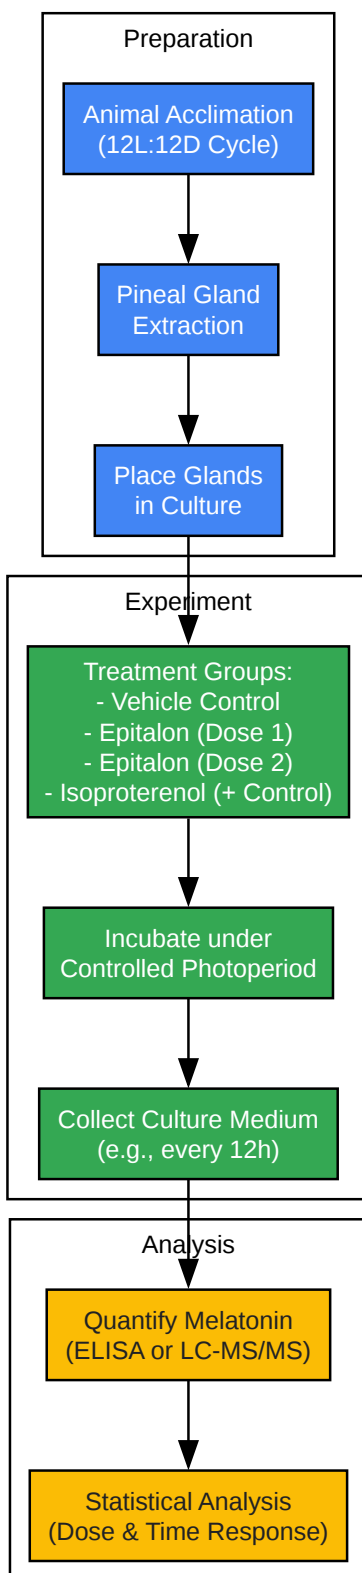 Preparation
Animal Acclimation
(12L:12D Cycle)
Pineal Gland
Extraction
Place Glands
in Culture
Experiment
Treatment Groups:
- Vehicle Control
- Epitalon (Dose 1)
- Epitalon (Dose 2)
- Isoproterenol (+ Control)
Incubate under
Controlled Photoperiod
Collect Culture Medium
(e.g., every 12h)
Analysis
Quantify Melatonin
(ELISA or LC-MS/MS)
Statistical Analysis
(Dose & Time Response)